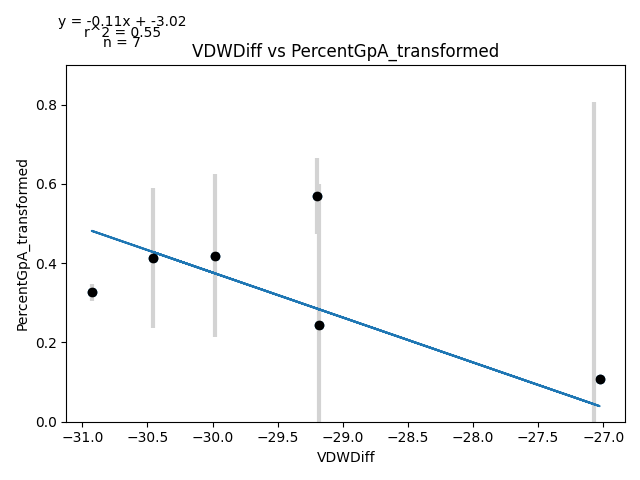 y = -0.11x + -3.02
r^2 = 0.55
n = 7
VDWDiff vs PercentGpA_transformed
PercentGpA_transformed
0.8
0.6
0.4
0.2
0.0
−31.0 −30.5 −30.0 −29.5 −29.0 −28.5 −28.0 −27.5 −27.0
VDWDiff